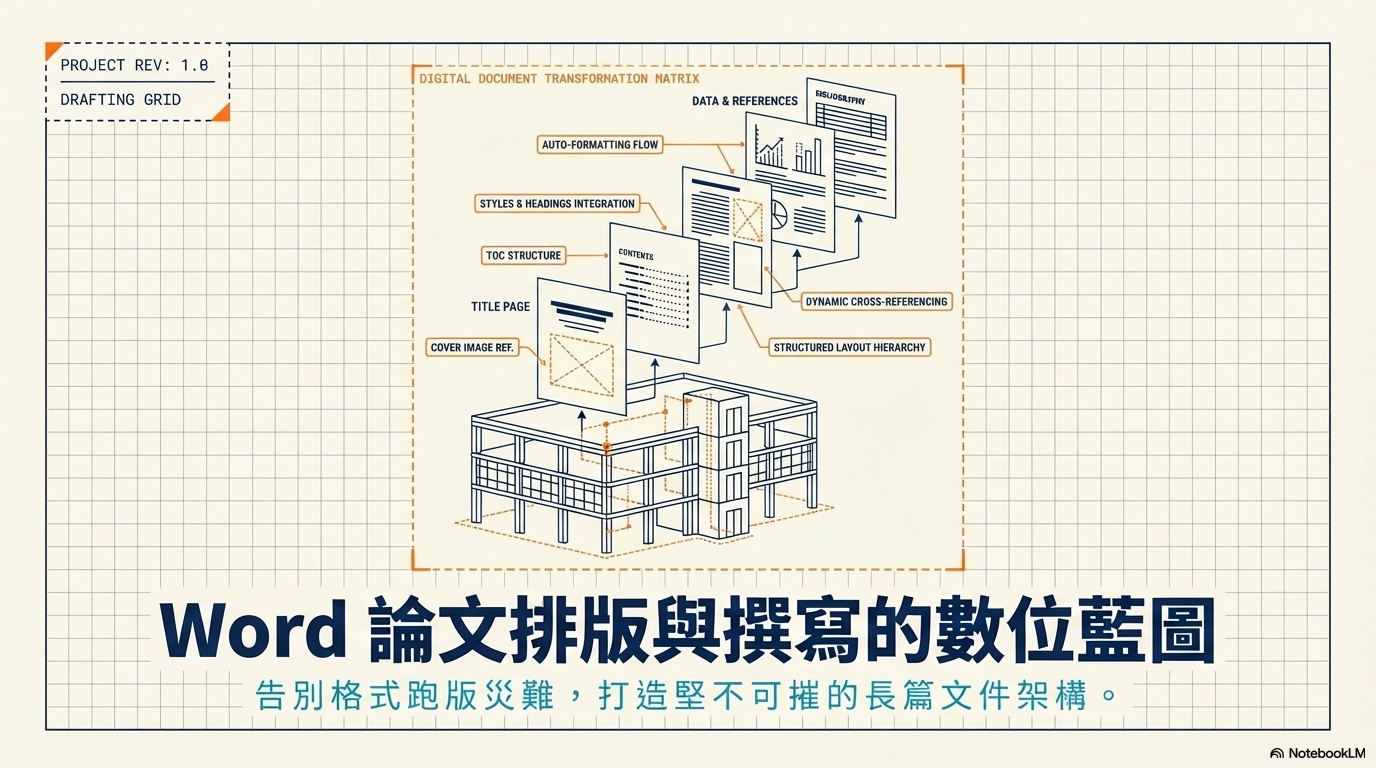 PROJECT REV: 1.0
DRAFTING GRID
DIGITAL DOCUMENT TRANSFORNATION MATRIX
DATA & REFERENCES
BIBLIOGRAPHY
AUTO-FORMATTING FLOW
STYLES & HEADINGS INTEGRATION
TOC STRUCTURE
CONTENTS
TITLE PAGE
DYNAMIC CROSS-REFERENCING
COVER IMAGE REF.
STRUCTURED LAYOUT HIERARCHY
Word 論文排版與撰寫的數位藍圖
告別格式跑版災難，打造堅不可摧的長篇文件架構。
NotebookLM